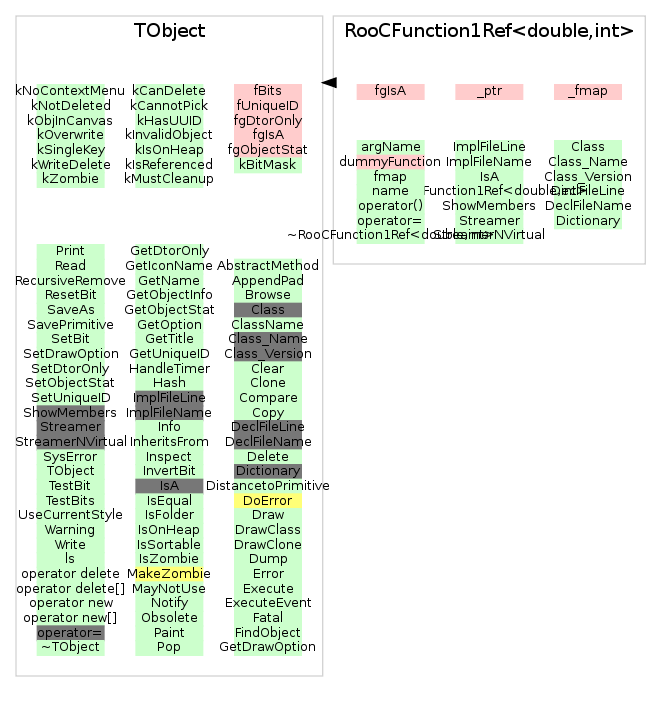 TObject
kNoContextMenu
kNotDeleted
kObjInCanvas
kOverwrite
kSingleKey
kWriteDelete
kZombie
kCanDelete
kCannotPick
kHasUUID
kInvalidObject
kIsOnHeap
kIsReferenced
kMustCleanup
fBits
fUniqueID
fgDtorOnly
fgIsA
fgObjectStat
kBitMask
Print
Read
RecursiveRemove
ResetBit
SaveAs
SavePrimitive
SetBit
SetDrawOption
SetDtorOnly
SetObjectStat
SetUniqueID
ShowMembers
Streamer
StreamerNVirtual
SysError
TObject
TestBit
TestBits
UseCurrentStyle
Warning
Write
ls
operator delete
operator delete[]
operator new
operator new[]
operator=
~TObject
GetDtorOnly
GetIconName
GetName
GetObjectInfo
GetObjectStat
GetOption
GetTitle
GetUniqueID
HandleTimer
Hash
ImplFileLine
ImplFileName
Info
InheritsFrom
Inspect
InvertBit
IsA
IsEqual
IsFolder
IsOnHeap
IsSortable
IsZombie
MakeZombie
MayNotUse
Notify
Obsolete
Paint
Pop
AbstractMethod
AppendPad
Browse
Class
ClassName
Class_Name
Class_Version
Clear
Clone
Compare
Copy
DeclFileLine
DeclFileName
Delete
Dictionary
DistancetoPrimitive
DoError
Draw
DrawClass
DrawClone
Dump
Error
Execute
ExecuteEvent
Fatal
FindObject
GetDrawOption
RooCFunction1Ref<double,int>
fgIsA
_ptr
_fmap
argName
dummyFunction
fmap
name
operator()
operator=
~RooCFunction1Ref<double,int>
ImplFileLine
ImplFileName
IsA
Function1Ref<double,int>
ShowMembers
Streamer
StreamerNVirtual
Class
Class_Name
Class_Version
DeclFileLine
DeclFileName
Dictionary